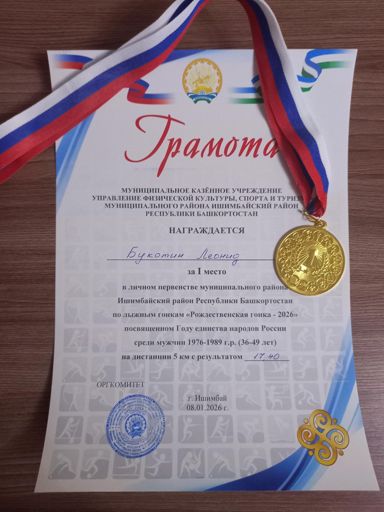 Грамота
МУНИЦИПАЛЬНОЕ КАЗЁННОЕ УЧРЕЖДЕНИЕ
УПРАВЛЕНИЕ ФИЗИЧЕСКОЙ КУЛЬТУРЫ, СПОРТА И
МУНИЦИПАЛЬНОГО РАЙОНА ИШИМБАЙСКИЙ РАЙОН
РЕСПУБЛИКИ БАШКОРТОСТАН
НАГРАЖДАЕТСЯ
Букотин Леонид
за I место
в личном первенстве муниципального района
Ишимбайский район Республики Башкортостан
по лыжным гонкам «Рождественская гонка - 2026»
посвященном Году единства народов России
среди мужчин 1976-1989 г.р. (36-49 лет)
на дистанции 5 км с результатом 17.40
ОРГКОМИТЕТ
г. Ишимбай
08.01.2026 г.